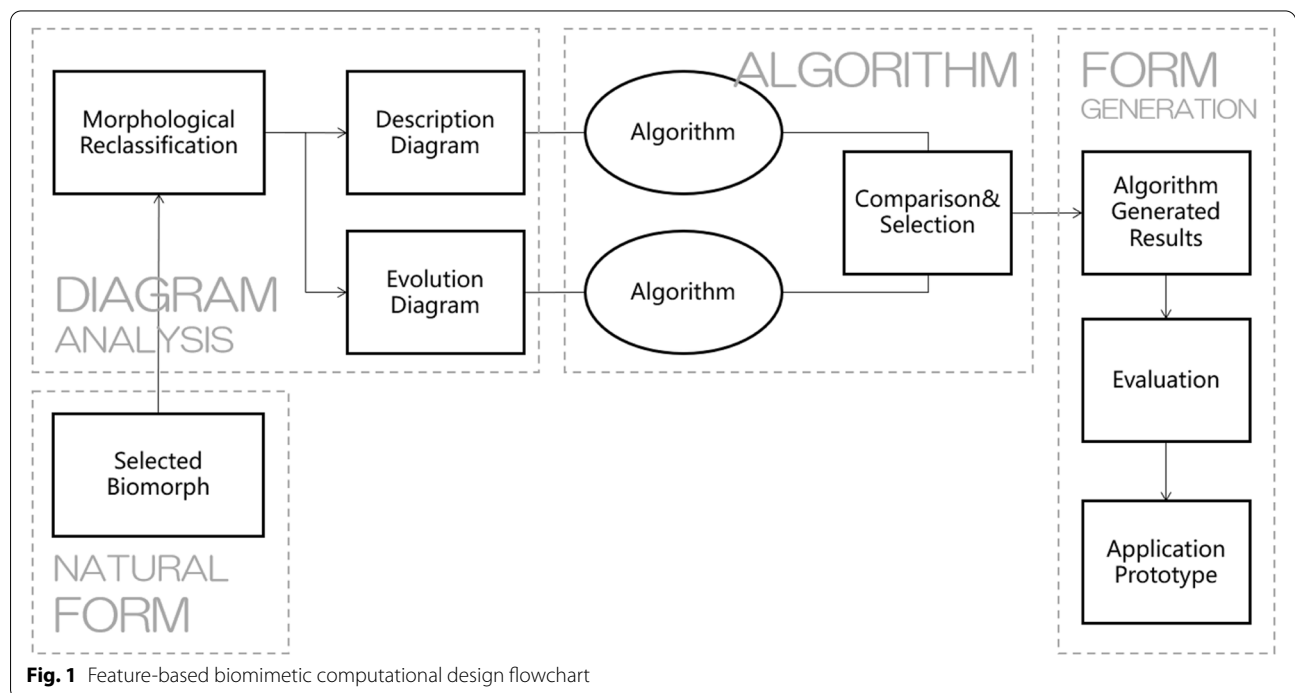 Morphological
Reclassification
Description
Diagram
Evolution
Diagram
DIAGRAM
ANALYSIS
Selected
Biomorph
NATURAL
FORM
ALGORITHM
Algorithm
Algorithm
Comparison&
Selection
FORM
GENERATION
Algorithm
Generated
Results
Evaluation
Application
Prototype
Fig. 1 Feature-based biomimetic computational design flowchart